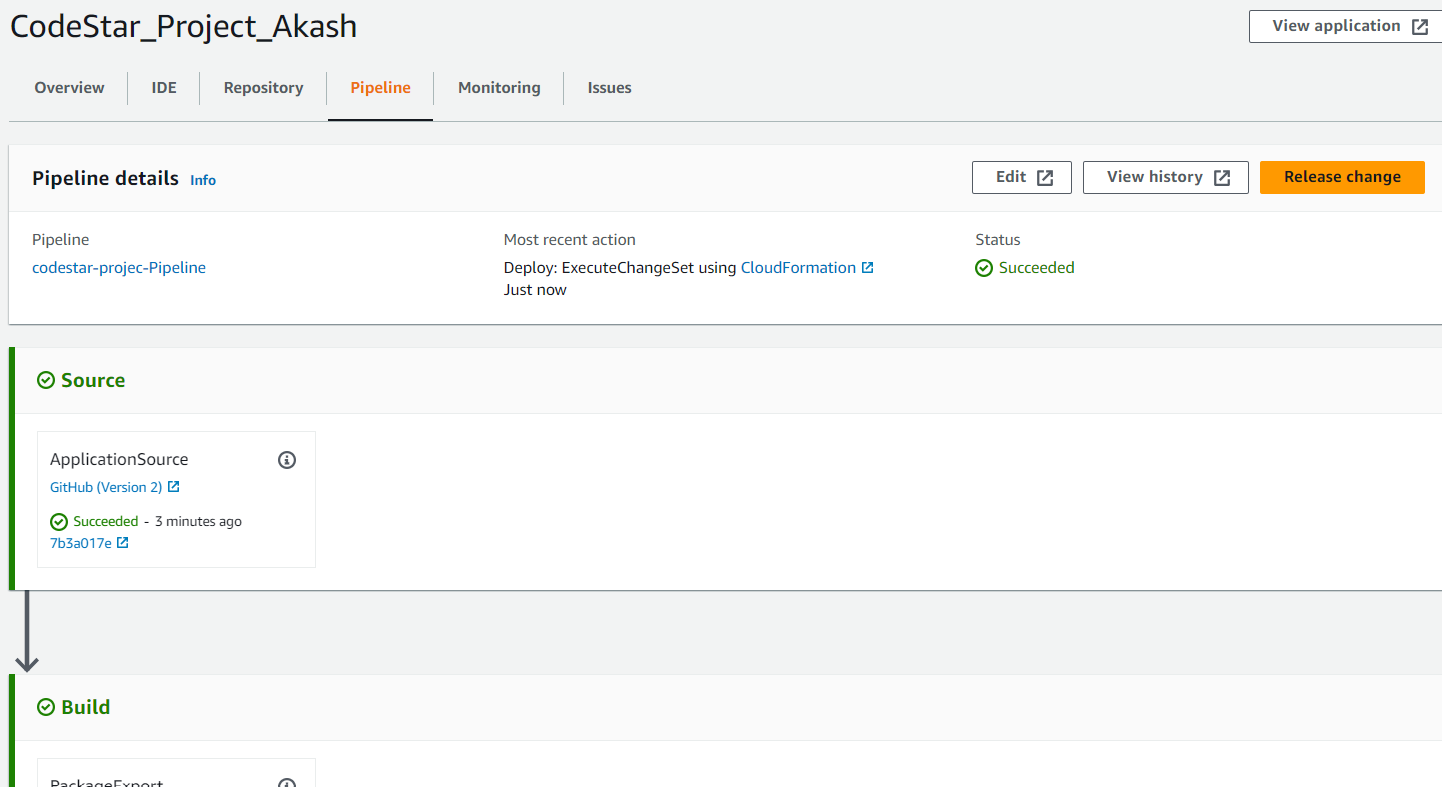 CodeStar_Project_Akash
View application
Overview
IDE
Repository
Pipeline
Monitoring
Issues
Pipeline details Info
Edit
View history
Release change
Pipeline
codestar-projec-Pipeline
Most recent action
Deploy: ExecuteChangeSet using CloudFormation
Just now
Status
Succeeded
Source
ApplicationSource
GitHub (Version 2)
Succeeded - 3 minutes ago
7b3a017e
Build
PackageExport